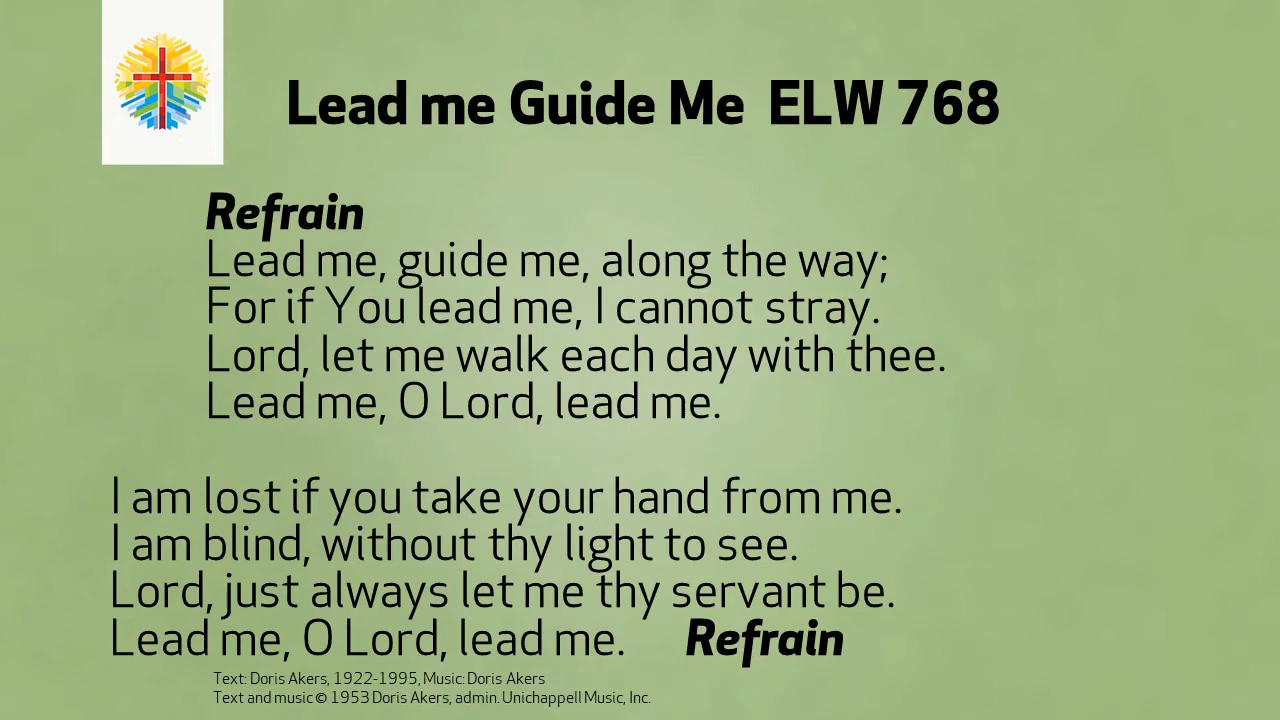 Lead me Guide Me  ELW 768
Refrain
Lead me, guide me, along the way;
For if You lead me, I cannot stray.
Lord, let me walk each day with thee.
Lead me, O Lord, lead me.
I am lost if you take your hand from me.
I am blind, without thy light to see.
Lord, just always let me thy servant be.
Lead me, O Lord, lead me. Refrain
Text: Doris Akers, 1922-1995, Music: Doris Akers
Text and music © 1953 Doris Akers, admin. Unichappell Music, Inc.